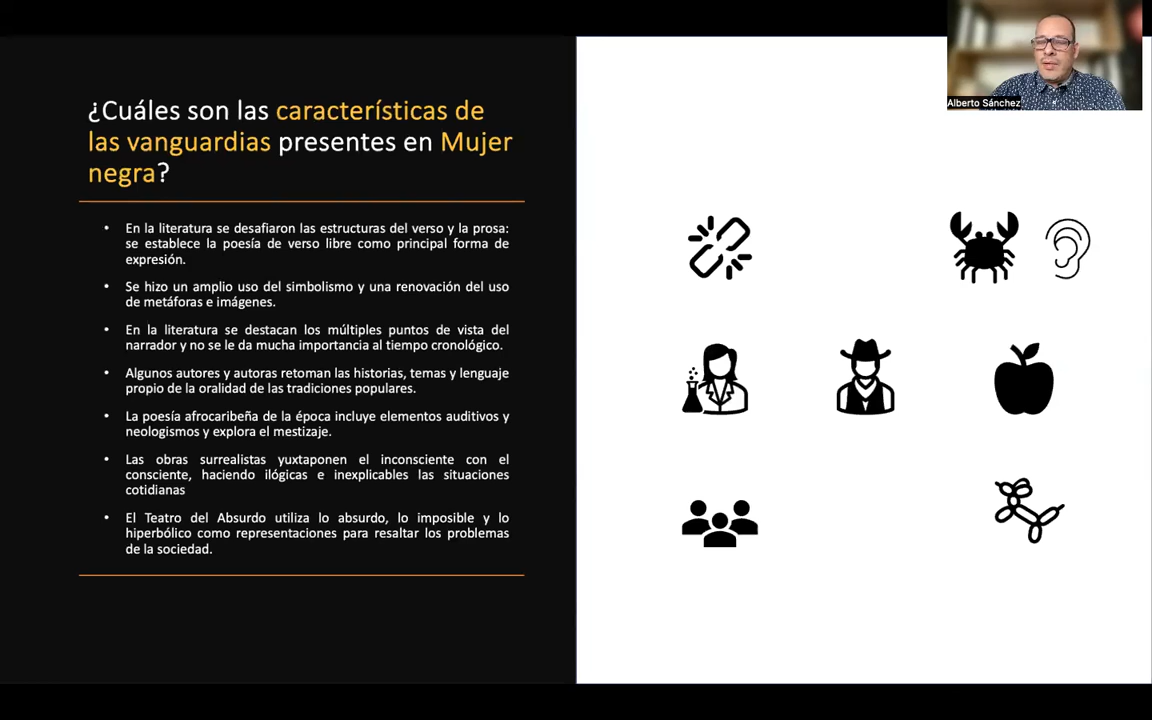 ¿Cuáles son las características de
las vanguardias presentes en Mujer
negra?
• En la literatura se desafiaron las estructuras del verso y la prosa:
se establece la poesía de verso libre como principal forma de
expresión.
• Se hizo un amplio uso del simbolismo y una renovación del uso
de metáforas e imágenes.
• En la literatura se destacan los múltiples puntos de vista del
narrador y no se le da mucha importancia al tiempo cronológico.
• Algunos autores y autoras retoman las historias, temas y lenguaje
propio de la oralidad de las tradiciones populares.
• La poesía afrocaribeña de la época incluye elementos auditivos y
neologismos y explora el mestizaje.
• Las obras surrealistas yuxtaponen el inconsciente con el
consciente, haciendo ilógicas e inexplicables las situaciones
cotidianas
• El Teatro del Absurdo utiliza lo absurdo, lo imposible y lo
hiperbólico como representaciones para resaltar los problemas
de la sociedad.
Alberto Sánchez